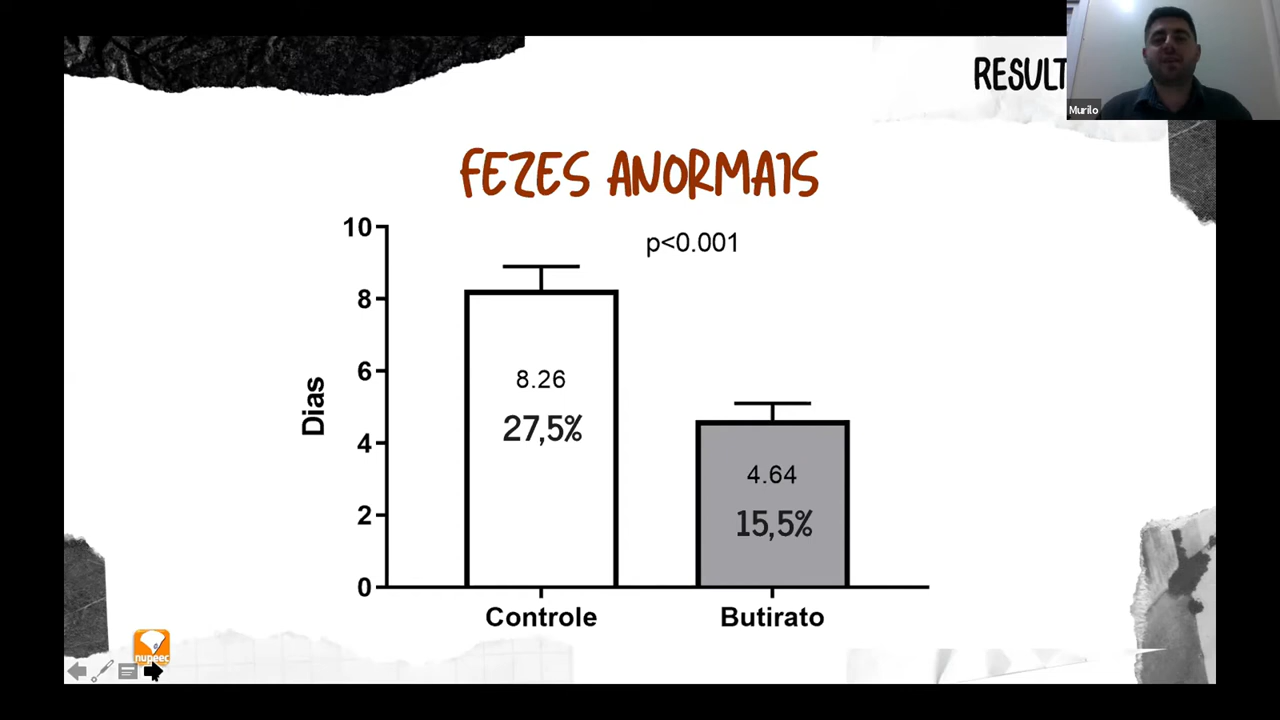 RESULT
Murilo
FEZES ANORMAIS
p<0.001
10
8
6
4
2
0
Dias
8.26
27,5%
4.64
15,5%
Controle
Butirato
nupeec